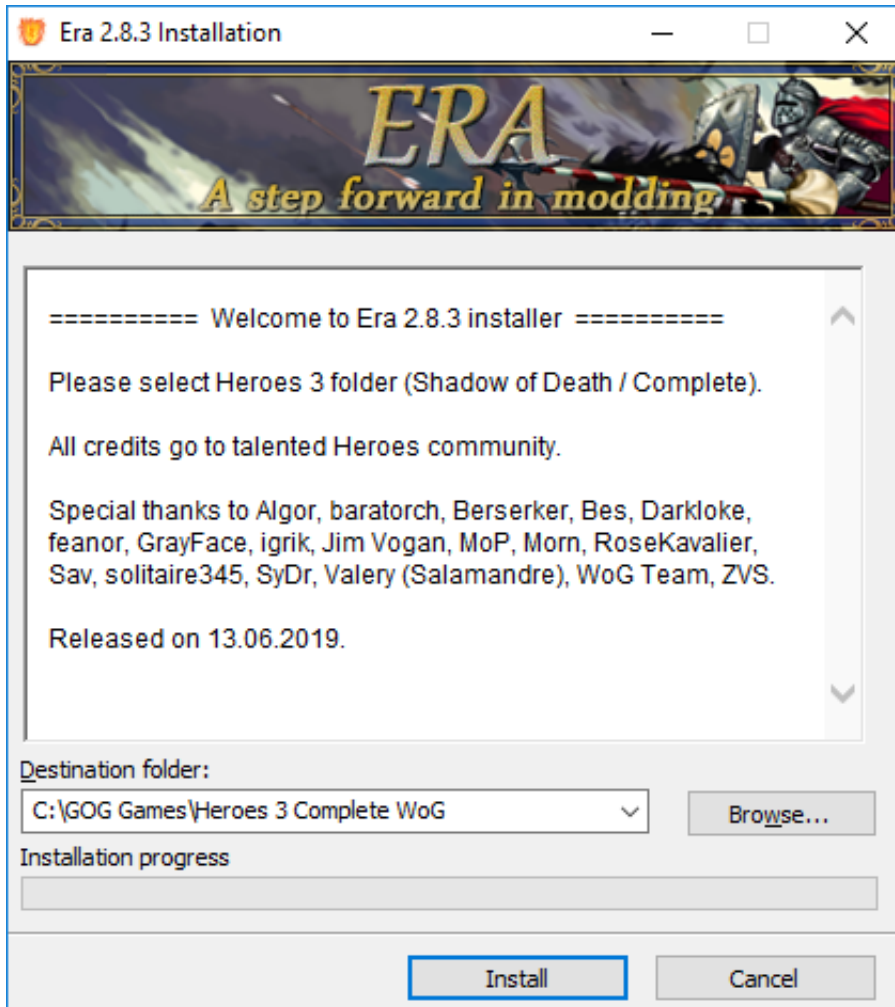 Era 2.8.3 Installation
ERA
A step forward in modding
========== Welcome to Era 2.8.3 installer ==========
Please select Heroes 3 folder (Shadow of Death / Complete).
All credits go to talented Heroes community.
Special thanks to Algor, baratorch, Berserker, Bes, Darkloke,
feanor, GrayFace, igrik, Jim Vogan, MoP, Morn, RoseKavalier,
Sav, solitaire345, SyDr, Valery (Salamandre), WoG Team, ZVS.
Released on 13.06.2019.
Destination folder:
C:\GOG Games\Heroes 3 Complete WoG
Browse...
Installation progress
Install
Cancel